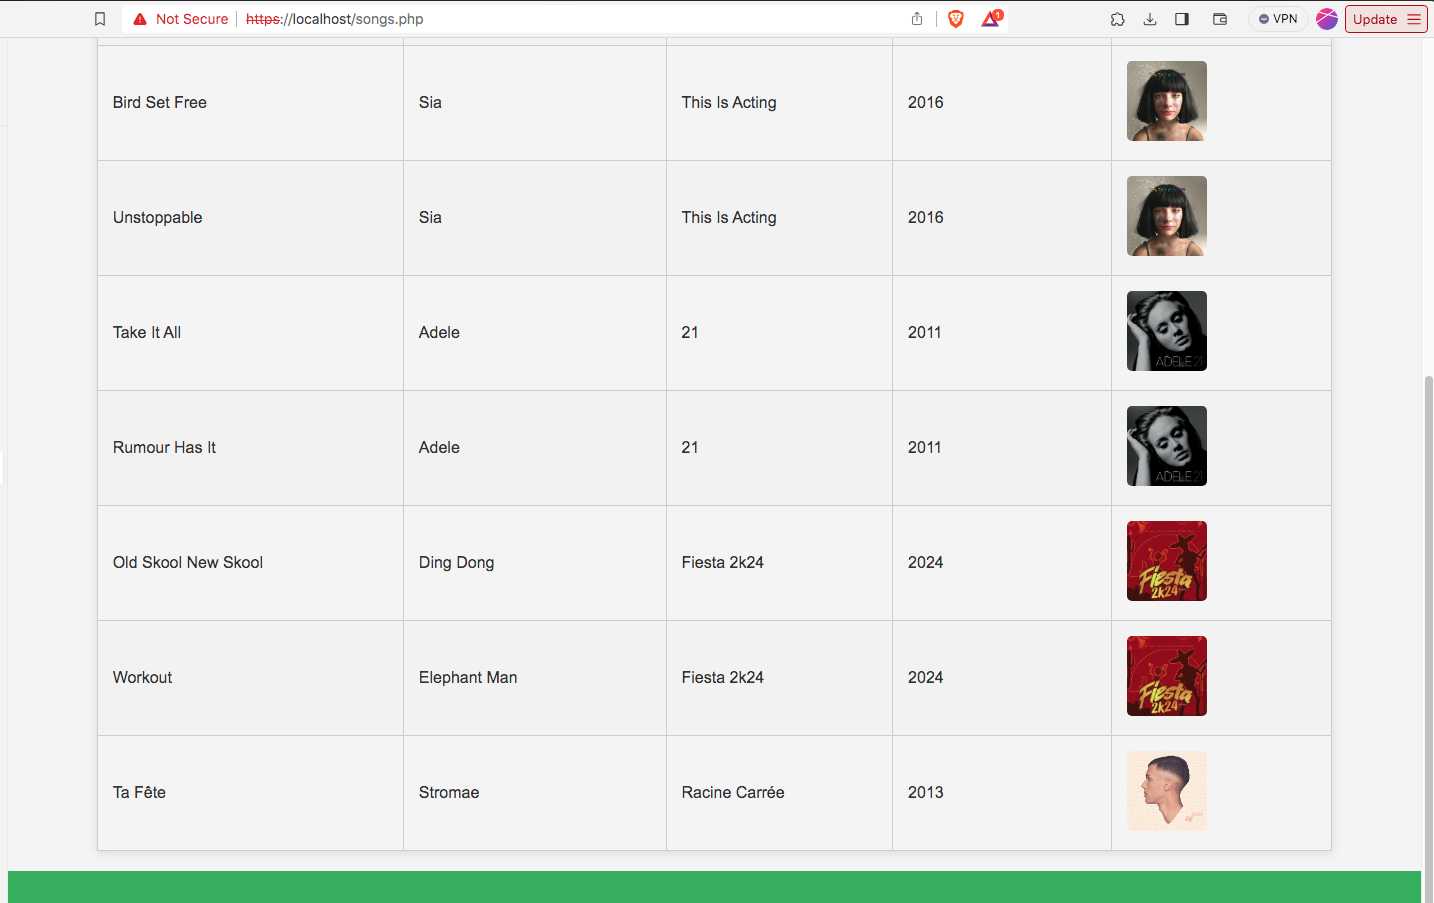 Not Secure https://localhost/songs.php 1 VPN Update
Bird Set Free Sia This Is Acting 2016
Unstoppable Sia This Is Acting 2016
Take It All Adele 21 2011
ADELE 21
Rumour Has It Adele 21 2011
ADELE 21
Old Skool New Skool Ding Dong Fiesta 2k24 2024
Fiesta
2K24
Workout Elephant Man Fiesta 2k24 2024
Fiesta
2K24
Ta Fête Stromae Racine Carrée 2013